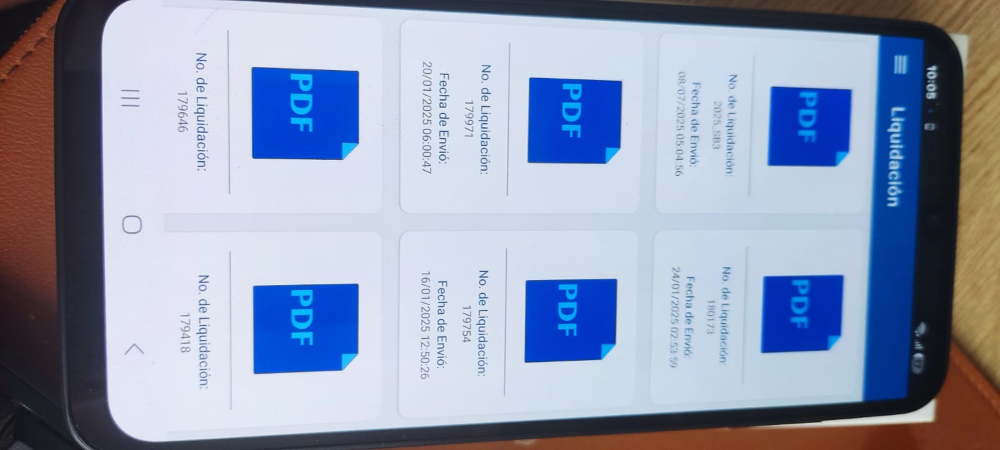 10:05
Liquidación
PDF
No. de Liquidación:
2025_SB3
Fecha de Envió:
08/07/2025 05:04:56
PDF
No. de Liquidación:
180173
Fecha de Envió:
24/01/2025 02:53:59
PDF
No. de Liquidación:
179971
Fecha de Envió:
20/01/2025 06:00:47
PDF
No. de Liquidación:
179754
Fecha de Envió:
16/01/2025 12:50:26
PDF
No. de Liquidación:
179646
PDF
No. de Liquidación:
179418